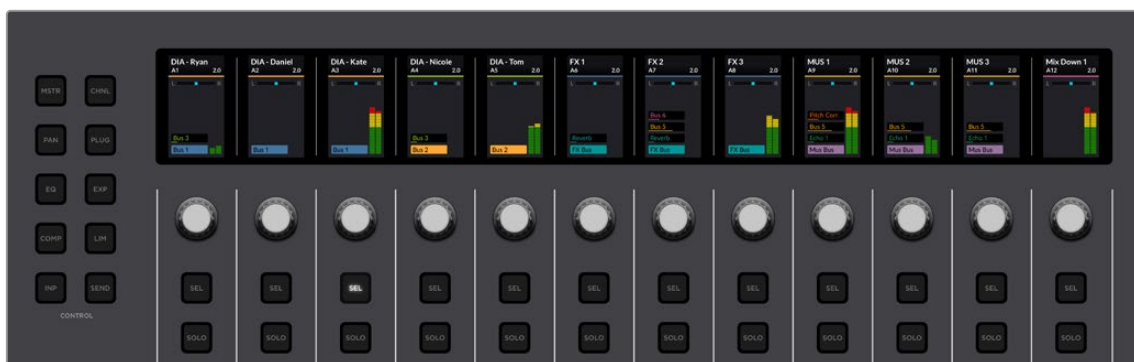 DIA - Ryan DIA - Daniel DIA - Kate DIA - Nicole DIA - Tom FX 1 FX 2 FX 3 MUS 1 MUS 2 MUS 3 Mix Down 1
A1 2.0 A2 2.0 A3 2.0 A4 2.0 A5 2.0 A6 2.0 A7 2.0 A8 2.0 A9 2.0 A10 2.0 A11 2.0 A12 2.0
L R L R L R L R L R L R L R L R L R L R L R L R
MSTR CHNL
Bus 6 Pitch Corr..
Bus 5 Bus 5 Bus 5 Bus 5
PAN PLUG
Bus 3 Bus 3 Reverb Reverb Echo 1 Echo 1 Echo 1
Bus 1 Bus 1 Bus 1 Bus 2 Bus 2 FX Bus FX Bus FX Bus Mus Bus Mus Bus Mus Bus
EQ EXP
COMP LIM
INP SEND SEL SEL SEL SEL SEL SEL SEL SEL SEL SEL SEL SEL
CONTROL
SOLO SOLO SOLO SOLO SOLO SOLO SOLO SOLO SOLO SOLO SOLO SOLO